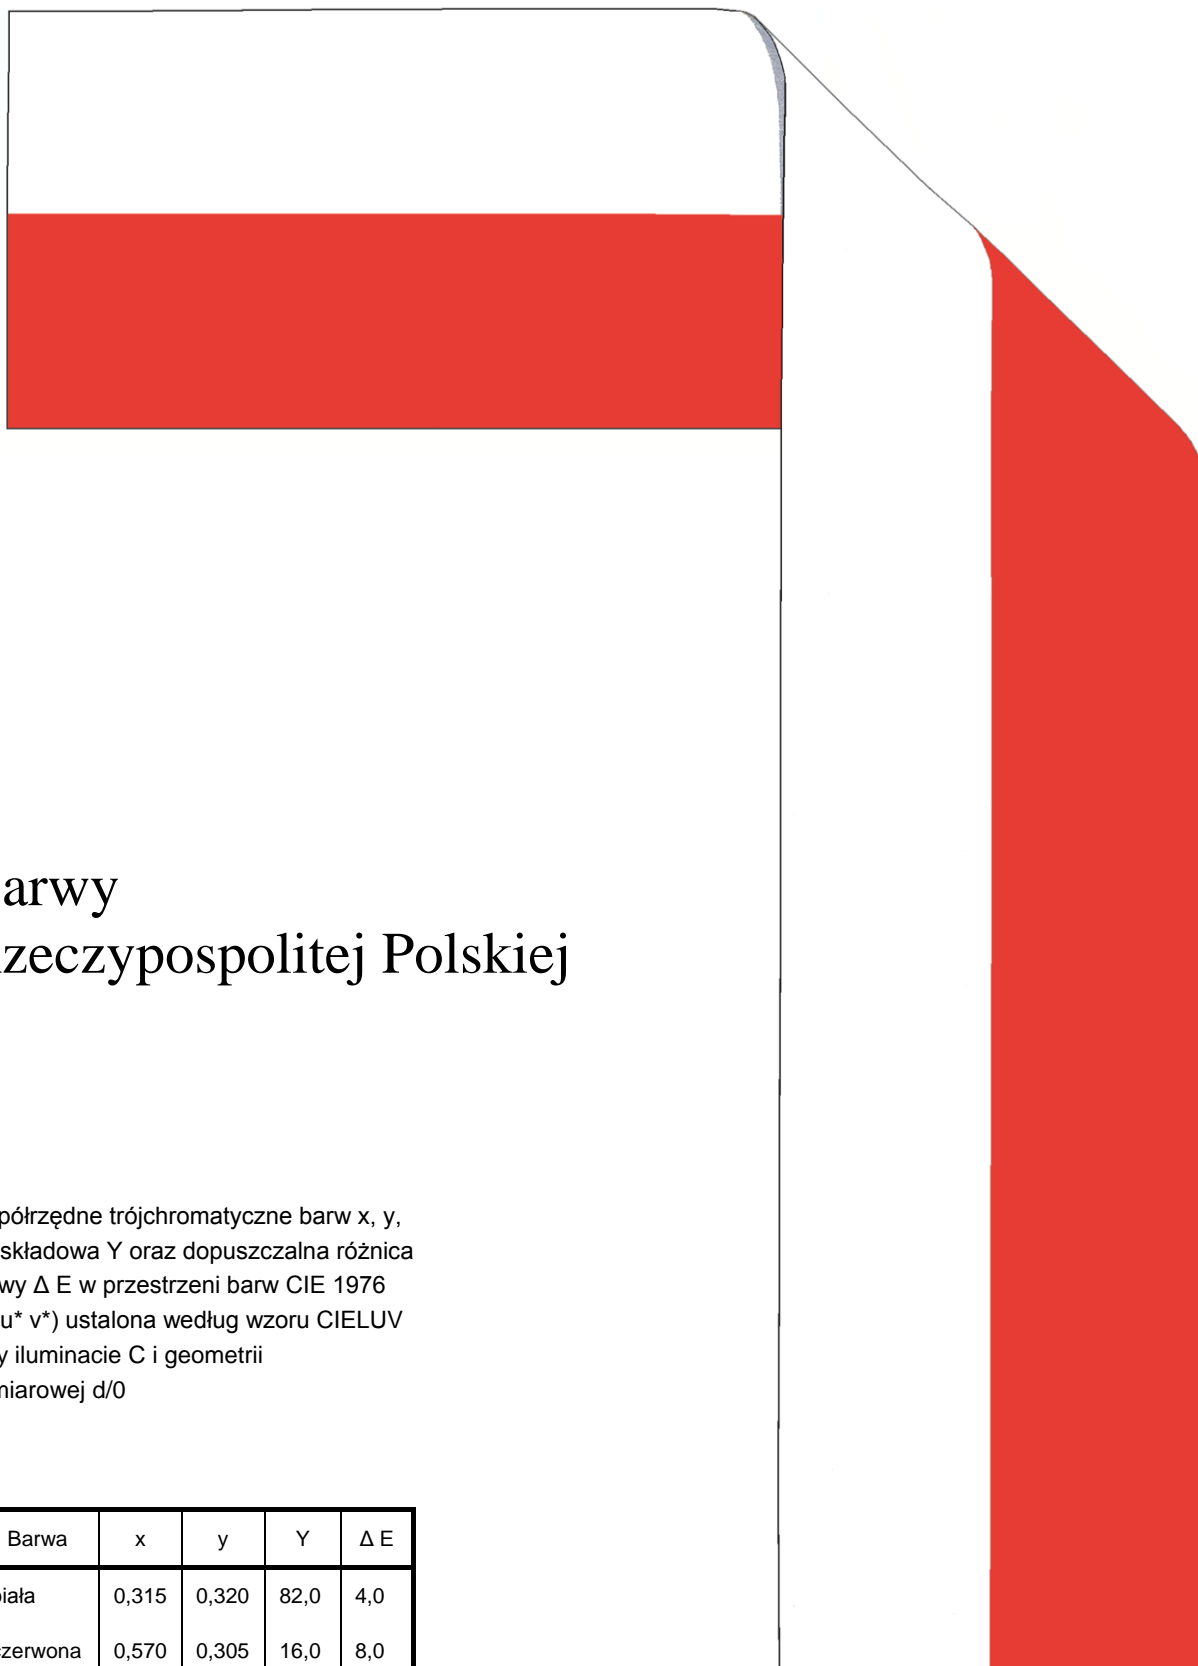 arwy
zeczypospolitej Polskiej
półrzędne trójchromatyczne barw x, y,
składowa Y oraz dopuszczalna różnica
wy Δ E w przestrzeni barw CIE 1976
u* v*) ustalona według wzoru CIELUV
y iluminacie C i geometrii
miarowej d/0
Barwa x y Y Δ E
biała 0,315 0,320 82,0 4,0
czerwona 0,570 0,305 16,0 8,0